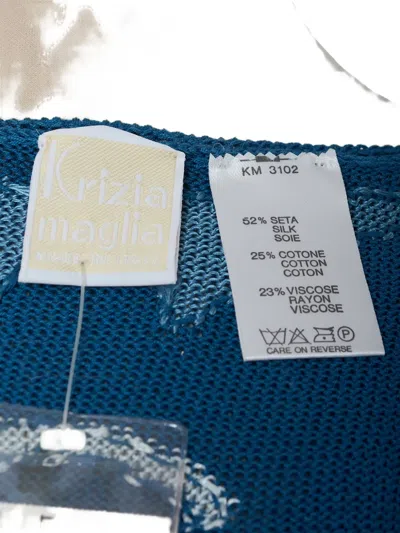 Krizia
maglia
KM 3102
52% SETA
SILK
SOIE
25% COTONE
COTTON
COTON
23% VISCOSE
RAYON
VISCOSE
P
CARE ON REVERSE